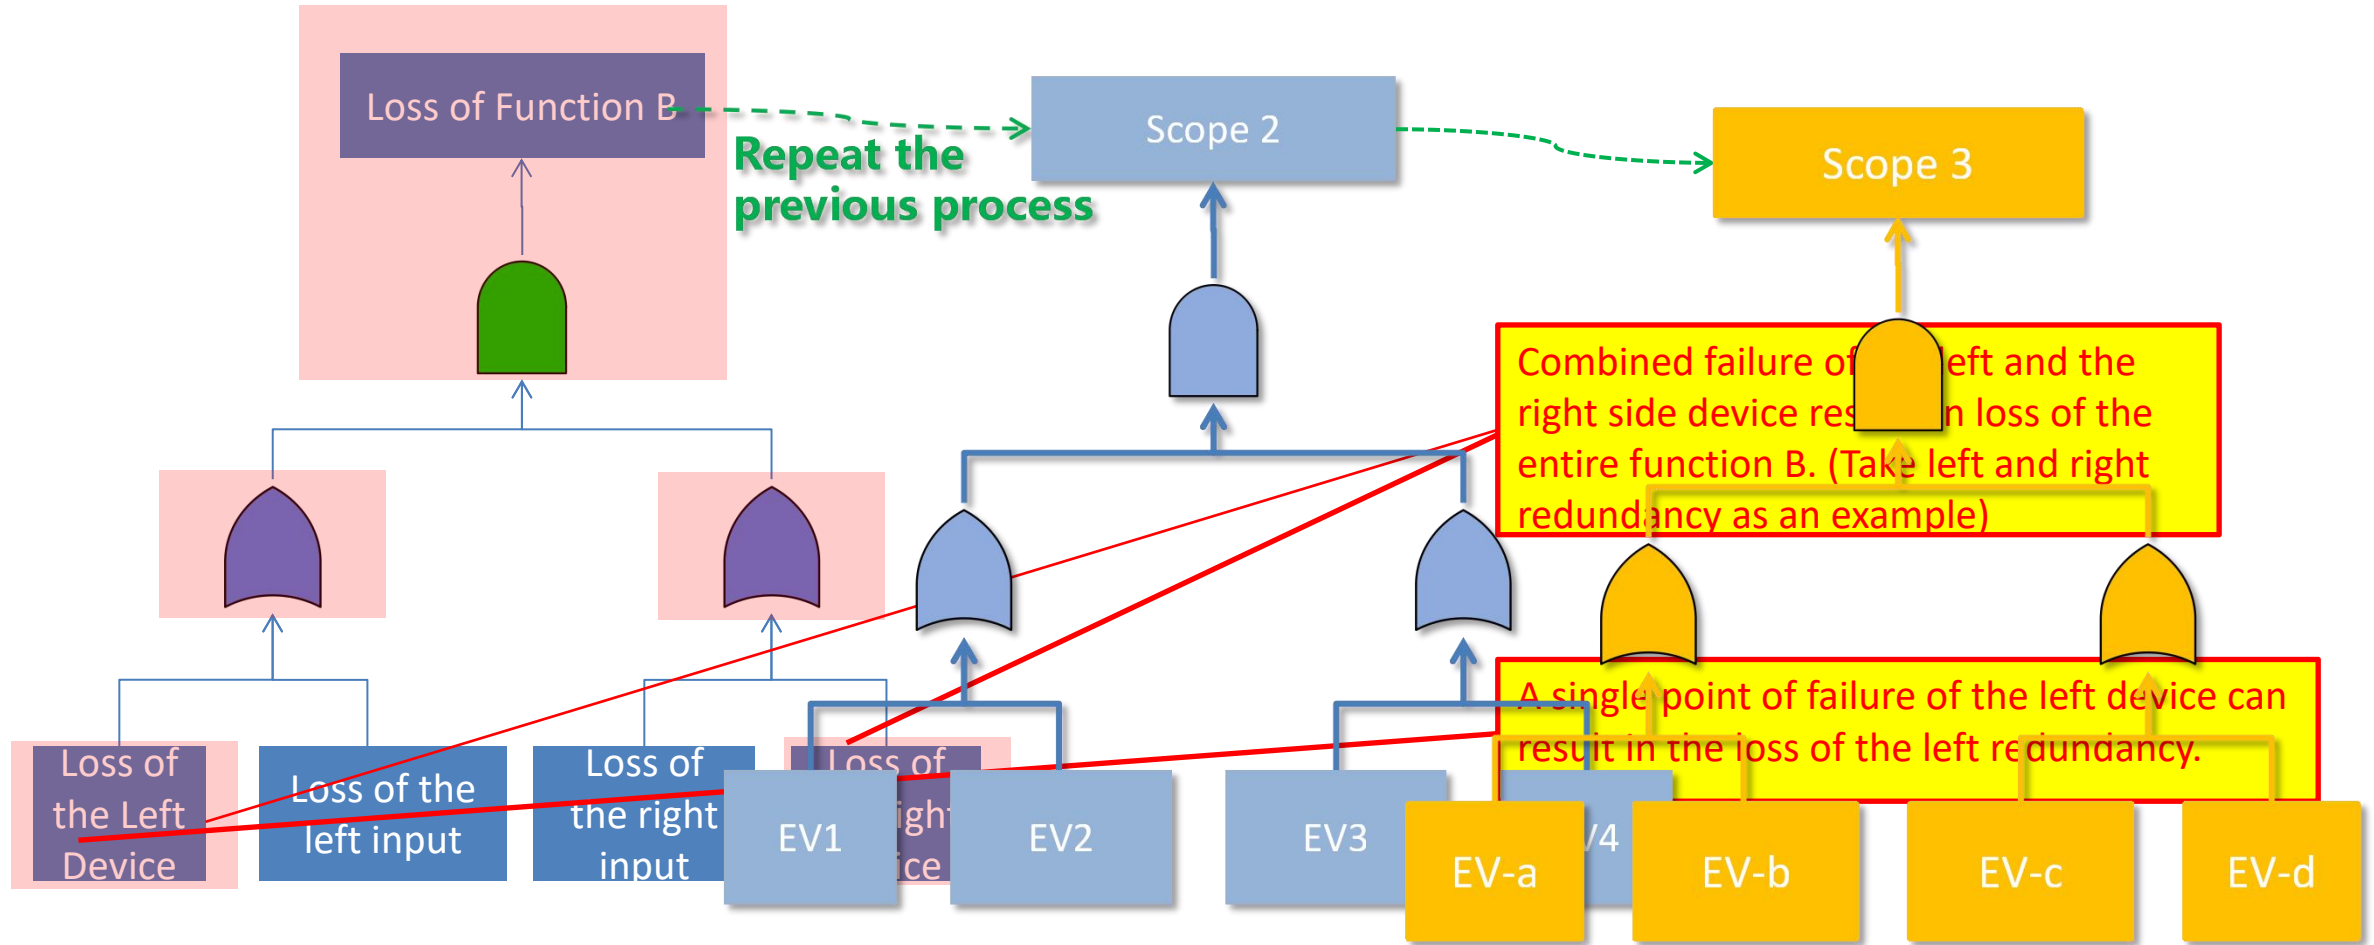 Loss of Function B
Repeat the
previous process
Scope 2
Scope 3
Combined failure of left and the
right side device in loss of the
entire function B. (Take left and right
redundancy as an example)
A single point of failure of the left device can
result in the loss of the left redundancy.
Loss of
the Left
Device
Loss of the
left input
Loss of
the right
input
Loss of
EV1
EV2
EV3
EV-a
EV-b
EV-c
EV-d